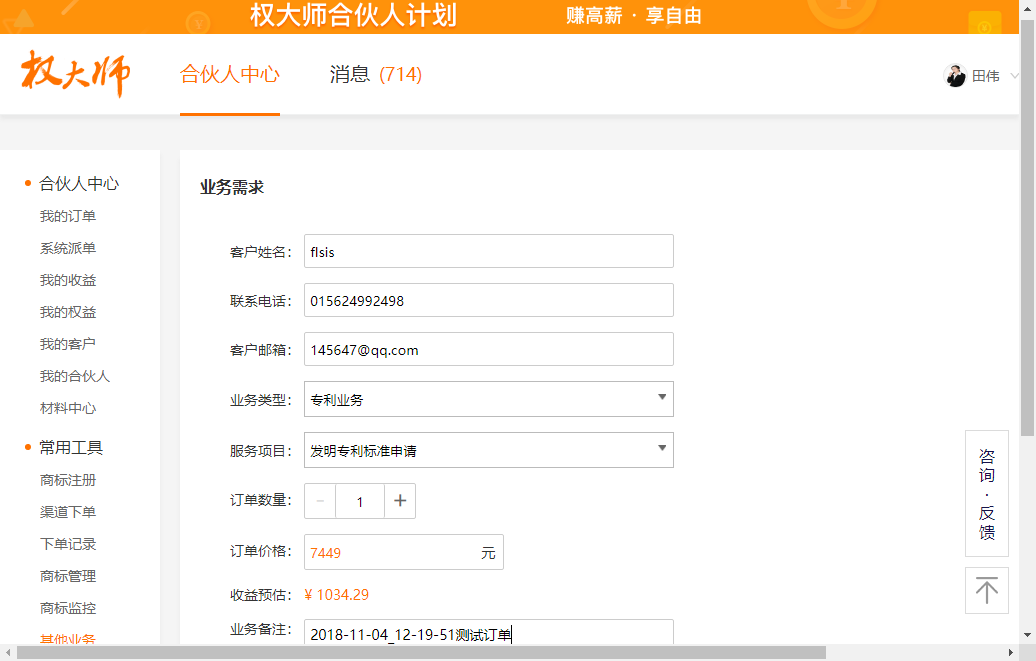 权大师合伙人计划 赚高薪 · 享自由
权大师 合伙人中心 消息 (714) 田伟
合伙人中心
我的订单
系统派单
我的收益
我的权益
我的客户
我的合伙人
材料中心
常用工具
商标注册
渠道下单
下单记录
商标管理
商标监控
其他业务
业务需求
客户姓名: flsis
联系电话: 015624992498
客户邮箱: 145647@qq.com
业务类型: 专利业务
服务项目: 发明专利标准申请
订单数量: − 1 +
订单价格: 7449 元
收益预估: ¥ 1034.29
业务备注: 2018-11-04_12-19-51测试订单
咨
询
·
反
馈